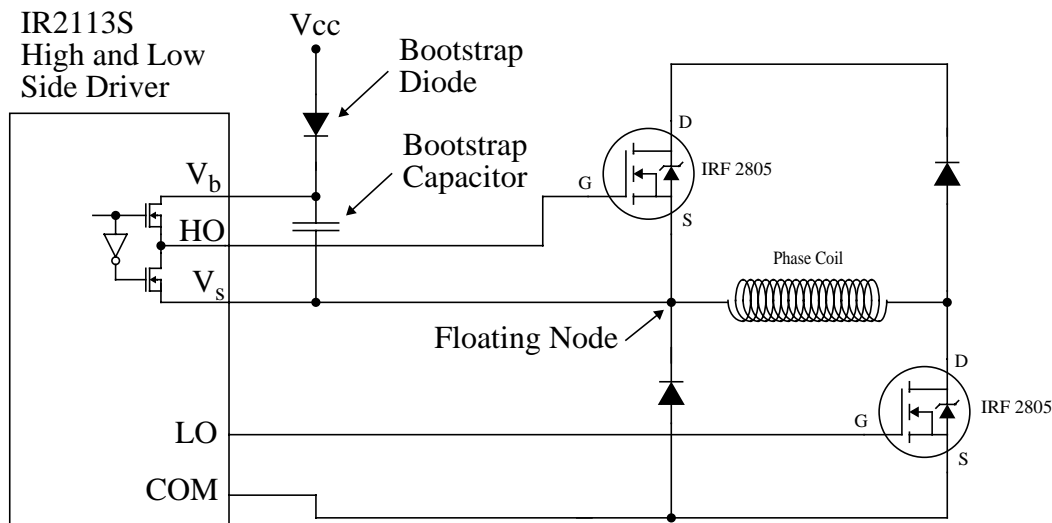 IR2113S
High and Low
Side Driver
Vcc
Bootstrap
Diode
Bootstrap
Capacitor
Vb
HO
Vs
LO
COM
D
G
S
IRF 2805
Phase Coil
Floating Node
D
G
S
IRF 2805